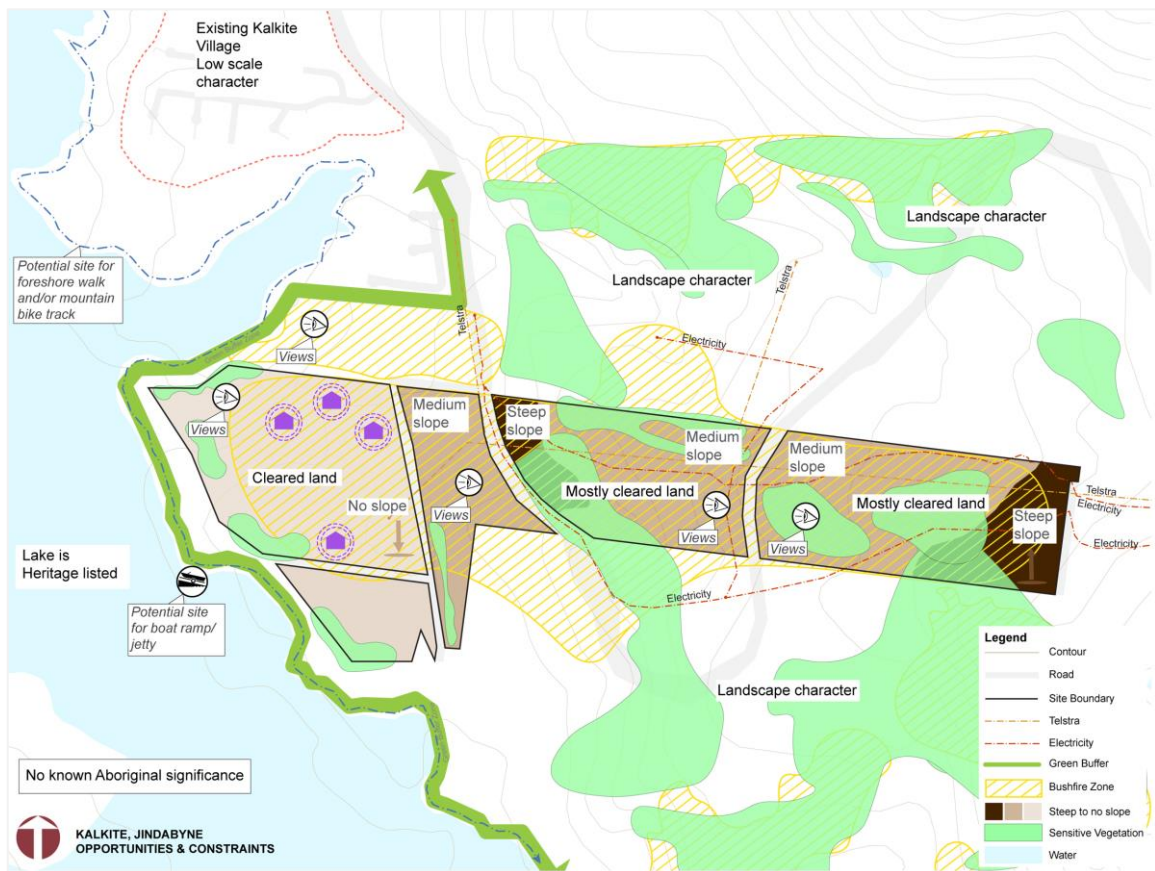 Existing Kalkite
Village
Low scale
character
Landscape character
Landscape character
Potential site for
foreshore walk
and/or mountain
bike track
Telstra
Telstra
Electricity
Green Buffer Zone
Views
Views
Medium
slope
Steep
slope
Medium
slope
Medium
slope
Cleared land
Mostly cleared land
Mostly cleared land
No slope
Views
Views
Views
Telstra
Electricity
Electricity
Steep
slope
Lake is
Heritage listed
Electricity
Potential site
for boat ramp/
jetty
Landscape character
No known Aboriginal significance
KALKITE, JINDABYNE
OPPORTUNITIES & CONSTRAINTS
Legend
Contour
Road
Site Boundary
Telstra
Electricity
Green Buffer
Bushfire Zone
Steep to no slope
Sensitive Vegetation
Water